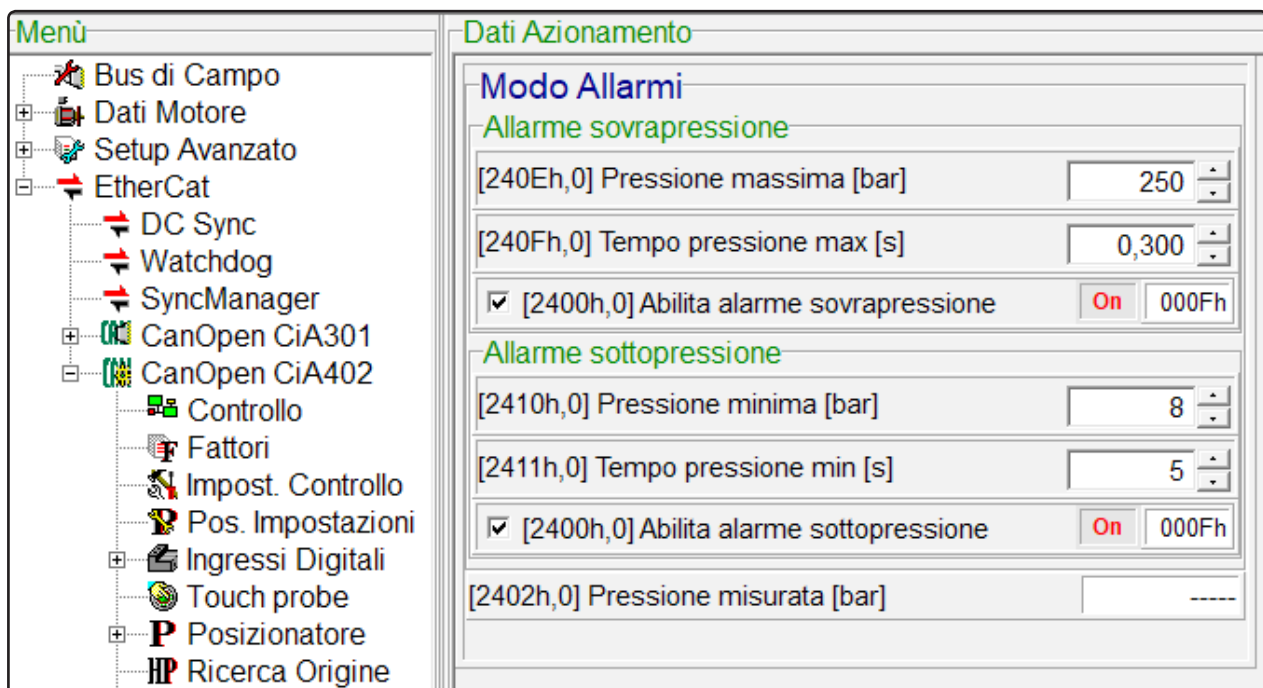 Menù
Bus di Campo
Dati Motore
Setup Avanzato
EtherCat
DC Sync
Watchdog
SyncManager
CanOpen CiA301
CanOpen CiA402
Controllo
Fattori
Impost. Controllo
Pos. Impostazioni
Ingressi Digitali
Touch probe
P Posizionatore
HP Ricerca Origine
Dati Azionamento
Modo Allarmi
Allarme sovrapressione
[240Eh,0] Pressione massima [bar] 250
[240Fh,0] Tempo pressione max [s] 0,300
[2400h,0] Abilita alarme sovrapressione On 000Fh
Allarme sottopressione
[2410h,0] Pressione minima [bar] 8
[2411h,0] Tempo pressione min [s] 5
[2400h,0] Abilita alarme sottopressione On 000Fh
[2402h,0] Pressione misurata [bar] -----